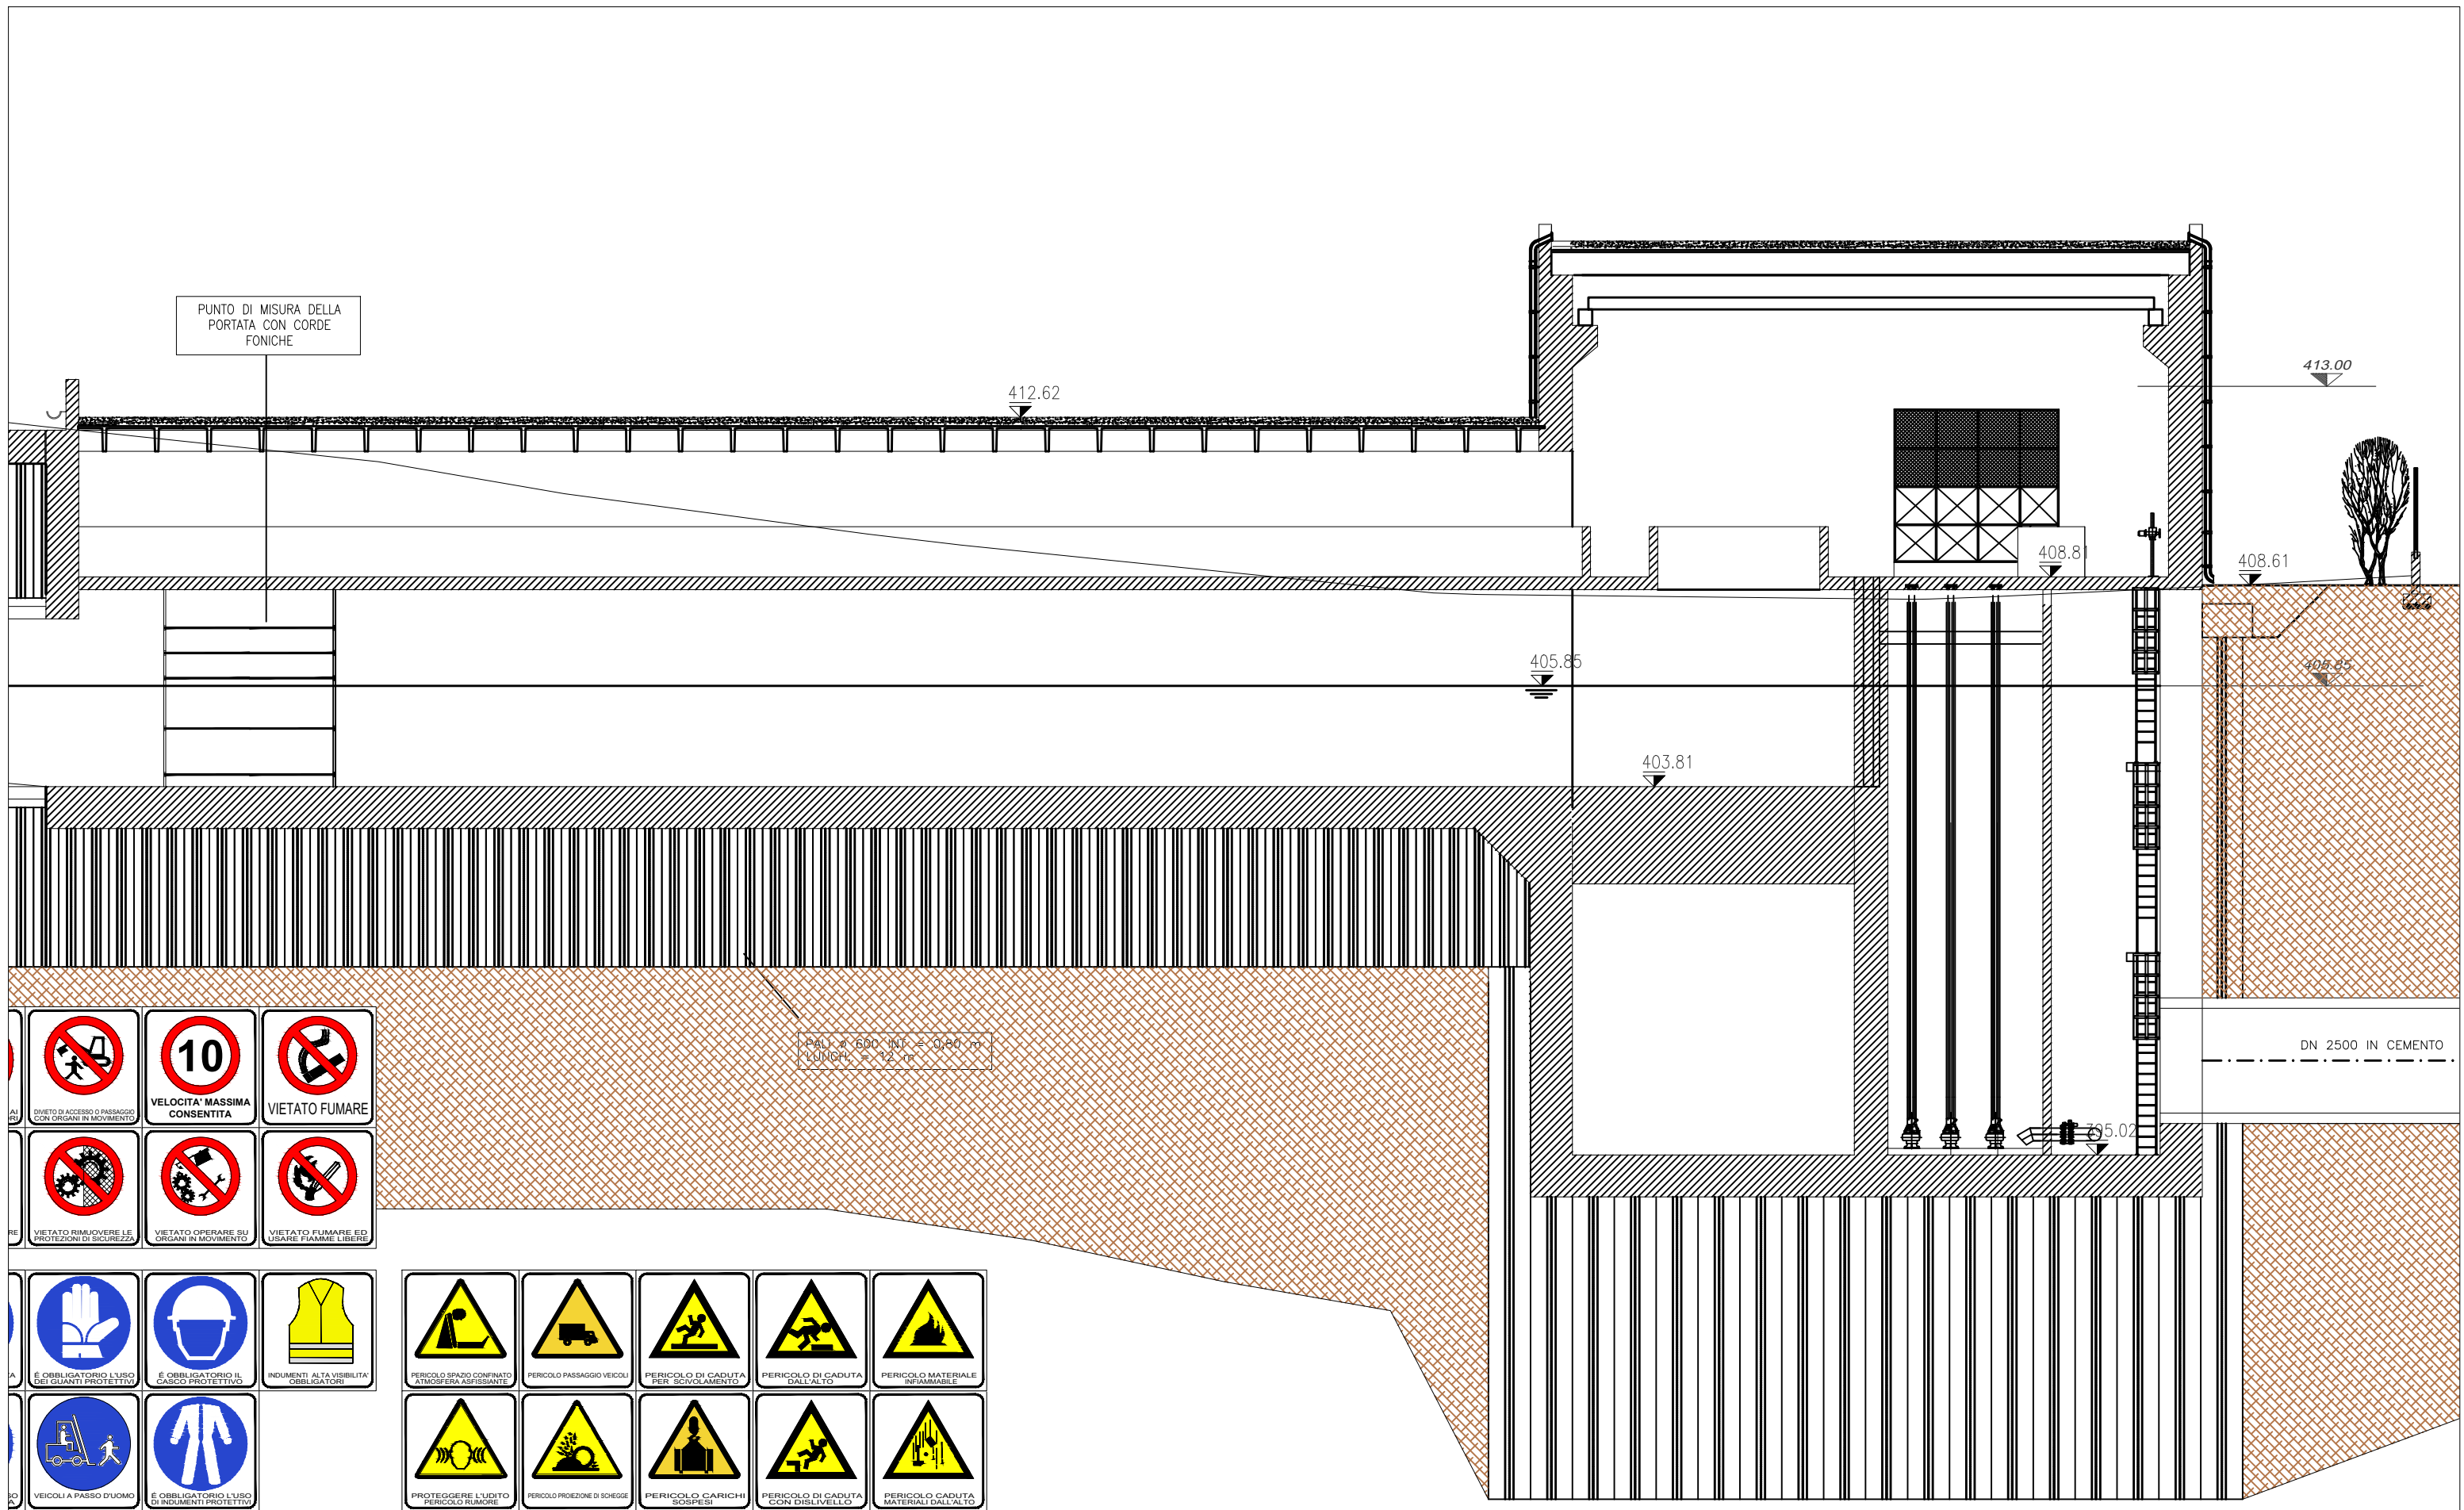 PUNTO DI MISURA DELLA
PORTATA CON CORDE
FONICHE
413.00
412.62
408.81
408.61
405.85
405.85
403.81
PALI ø 600 INT = 0,80 m
LUNGH. = 12 m
DN 2500 IN CEMENTO
395.02
AI
ORI
DIVIETO DI ACCESSO O PASSAGGIO
CON ORGANI IN MOVIMENTO
10
VELOCITA' MASSIMA
CONSENTITA
VIETATO FUMARE
RE
VIETATO RIMUOVERE LE
PROTEZIONI DI SICUREZZA
VIETATO OPERARE SU
ORGANI IN MOVIMENTO
VIETATO FUMARE ED
USARE FIAMME LIBERE
È OBBLIGATORIO L'USO
DEI GUANTI PROTETTIVI
È OBBLIGATORIO IL
CASCO PROTETTIVO
INDUMENTI ALTA VISIBILITA'
OBBLIGATORI
PERICOLO SPAZIO CONFINATO
ATMOSFERA ASFISSIANTE
PERICOLO PASSAGGIO VEICOLI
PERICOLO DI CADUTA
PER SCIVOLAMENTO
PERICOLO DI CADUTA
DALL'ALTO
PERICOLO MATERIALE
INFIAMMABILE
VEICOLI A PASSO D'UOMO
È OBBLIGATORIO L'USO
DI INDUMENTI PROTETTIVI
PROTEGGERE L'UDITO
PERICOLO RUMORE
PERICOLO PROIEZIONE DI SCHEGGE
PERICOLO CARICHI
SOSPESI
PERICOLO DI CADUTA
CON DISLIVELLO
PERICOLO CADUTA
MATERIALI DALL'ALTO